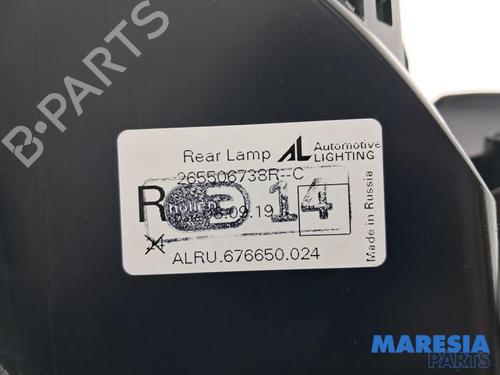 B-PARTS
Rear Lamp AL Automotive LIGHTING
265506738R--C
R
.09.19 14
ALRU.676650.024
Made in Russia
MARESIA
PARTS